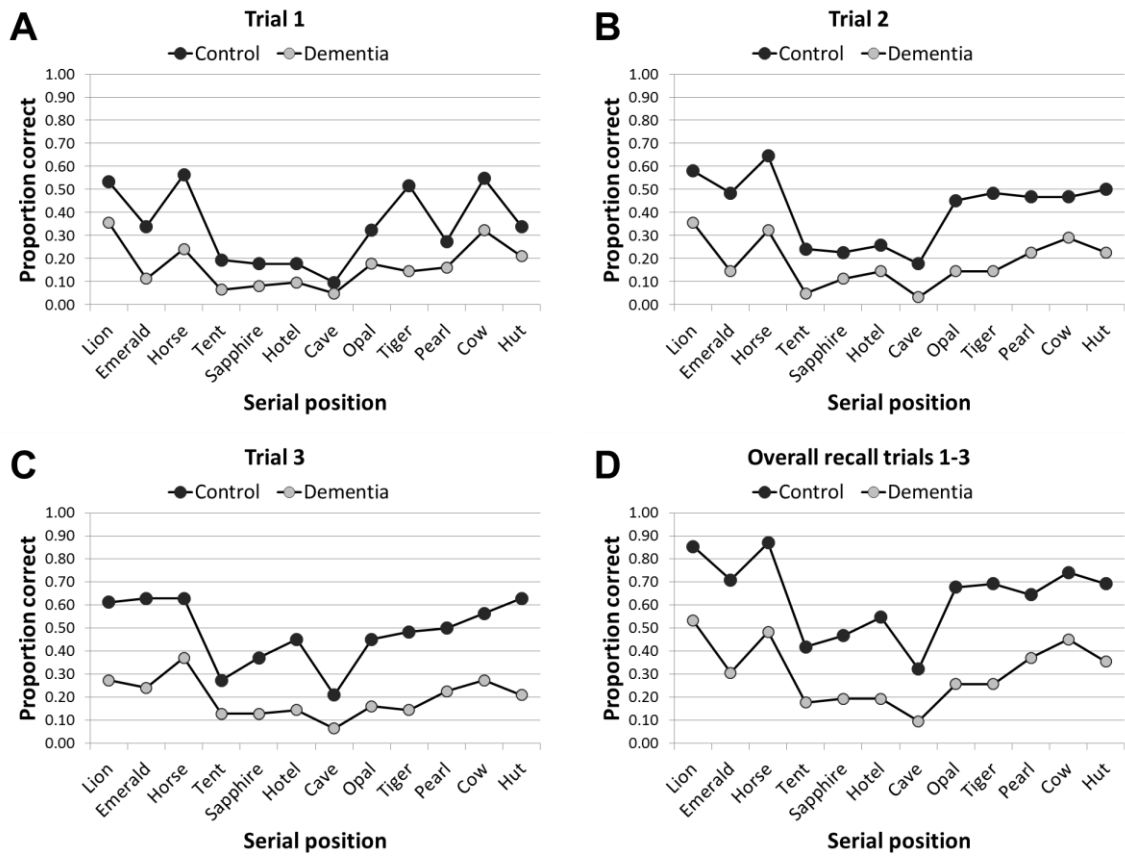 A
Trial 1
Control Dementia
Proportion correct
1.00
0.90
0.80
0.70
0.60
0.50
0.40
0.30
0.20
0.10
0.00
Lion
Emerald
Horse
Tent
Sapphire
Hotel
Cave
Opal
Tiger
Pearl
Cow
Hut
Serial position
B
Trial 2
Control Dementia
Proportion correct
1.00
0.90
0.80
0.70
0.60
0.50
0.40
0.30
0.20
0.10
0.00
Lion
Emerald
Horse
Tent
Sapphire
Hotel
Cave
Opal
Tiger
Pearl
Cow
Hut
Serial position
C
Trial 3
Control Dementia
Proportion correct
1.00
0.90
0.80
0.70
0.60
0.50
0.40
0.30
0.20
0.10
0.00
Lion
Emerald
Horse
Tent
Sapphire
Hotel
Cave
Opal
Tiger
Pearl
Cow
Hut
Serial position
D
Overall recall trials 1-3
Control Dementia
Proportion correct
1.00
0.90
0.80
0.70
0.60
0.50
0.40
0.30
0.20
0.10
0.00
Lion
Emerald
Horse
Tent
Sapphire
Hotel
Cave
Opal
Tiger
Pearl
Cow
Hut
Serial position